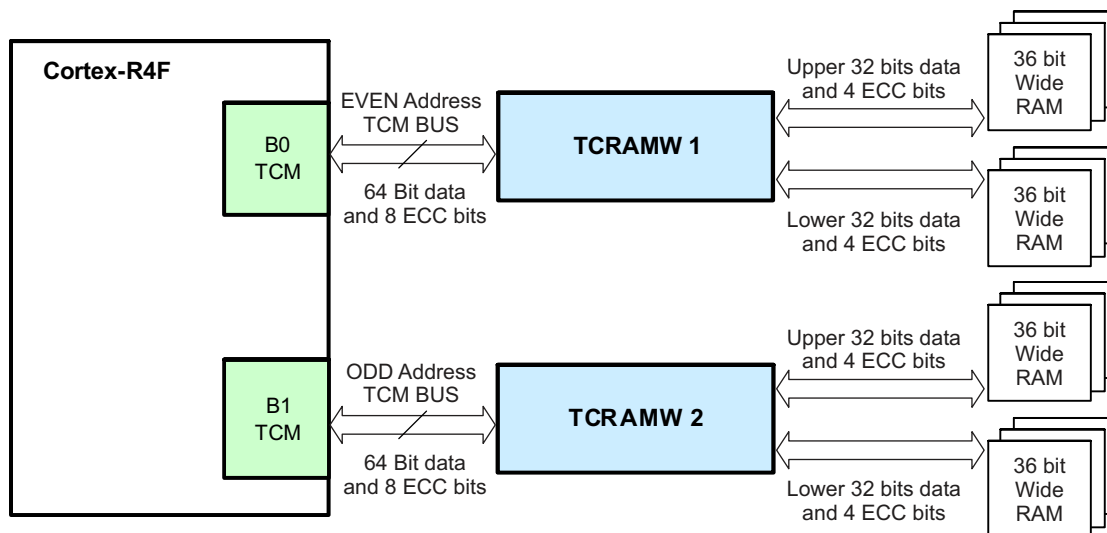 Cortex-R4F
B0
TCM
EVEN Address
TCM BUS
64 Bit data
and 8 ECC bits
TCRAMW 1
Upper 32 bits data
and 4 ECC bits
Lower 32 bits data
and 4 ECC bits
36 bit
Wide
RAM
36 bit
Wide
RAM
B1
TCM
ODD Address
TCM BUS
64 Bit data
and 8 ECC bits
TCRAMW 2
Upper 32 bits data
and 4 ECC bits
Lower 32 bits data
and 4 ECC bits
36 bit
Wide
RAM
36 bit
Wide
RAM